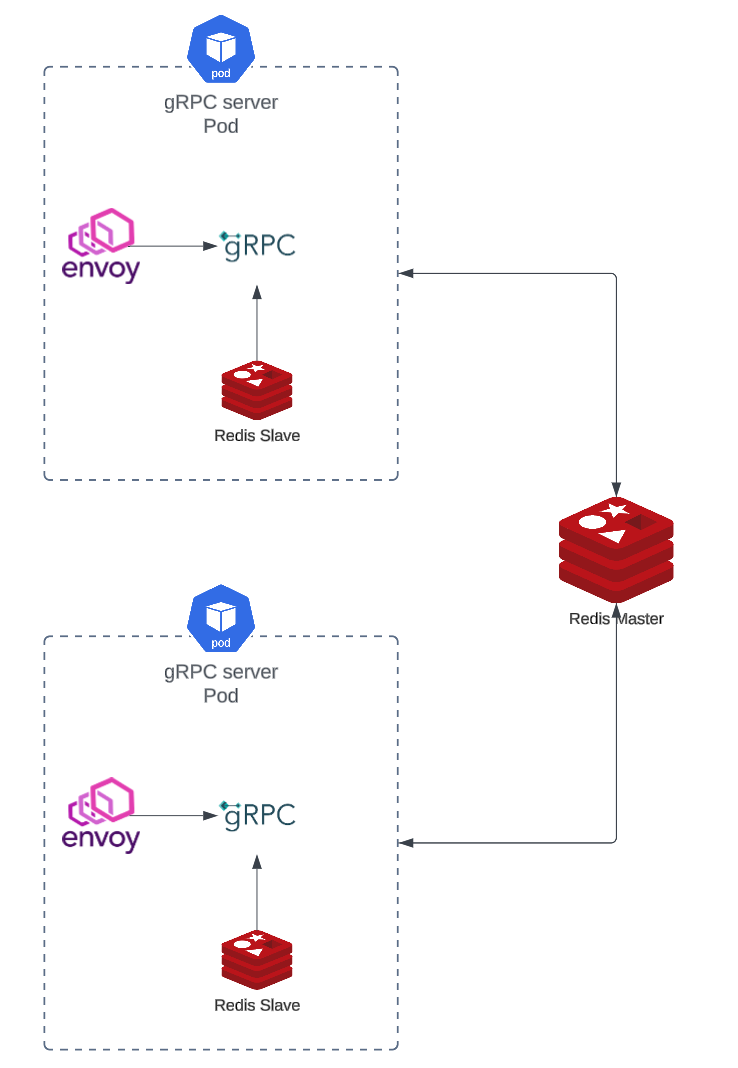 pod
gRPC server
Pod
envoy
gRPC
Redis Slave
Redis Master
pod
gRPC server
Pod
envoy
gRPC
Redis Slave